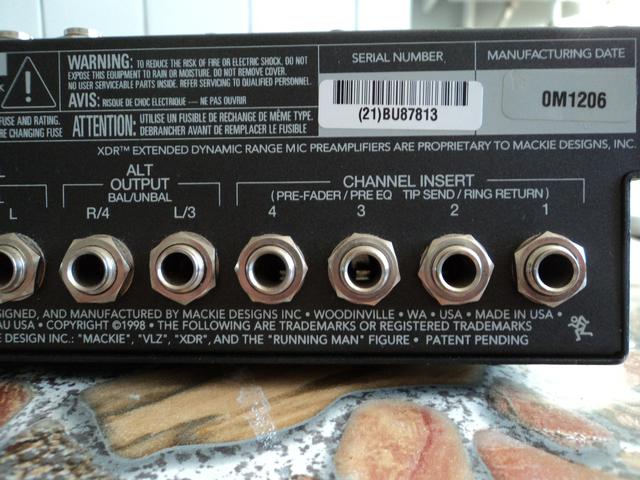 WARNING: TO REDUCE THE RISK OF FIRE OR ELECTRIC SHOCK, DO NOT
EXPOSE THIS EQUIPMENT TO RAIN OR MOISTURE. DO NOT REMOVE COVER.
NO USER SERVICEABLE PARTS INSIDE. REFER SERVICING TO QUALIFIED PERSONNEL.
AVIS: RISQUE DE CHOC ELECTRIQUE — NE PAS OUVRIR
FUSE AND RATING. ATTENTION: UTILISE UN FUSIBLE DE RECHANGE DE MÊME TYPE.
CHANGING FUSE DEBRANCHER AVANT DE REMPLACER LE FUSIBLE
SERIAL NUMBER
(21)BU87813
MANUFACTURING DATE
0M1206
XDR™ EXTENDED DYNAMIC RANGE MIC PREAMPLIFIERS ARE PROPRIETARY TO MACKIE DESIGNS, INC.
ALT
OUTPUT
BAL/UNBAL
L R/4 L/3
CHANNEL INSERT
( PRE-FADER / PRE EQ TIP SEND / RING RETURN )
4 3 2 1
AND MANUFACTURED BY MACKIE DESIGNS INC • WOODINVILLE • WA • USA • MADE IN USA •
USA • COPYRIGHT ©1998 • THE FOLLOWING ARE TRADEMARKS OR REGISTERED TRADEMARKS
DESIGN INC.: "MACKIE", "VLZ", "XDR", AND THE "RUNNING MAN" FIGURE • PATENT PENDING